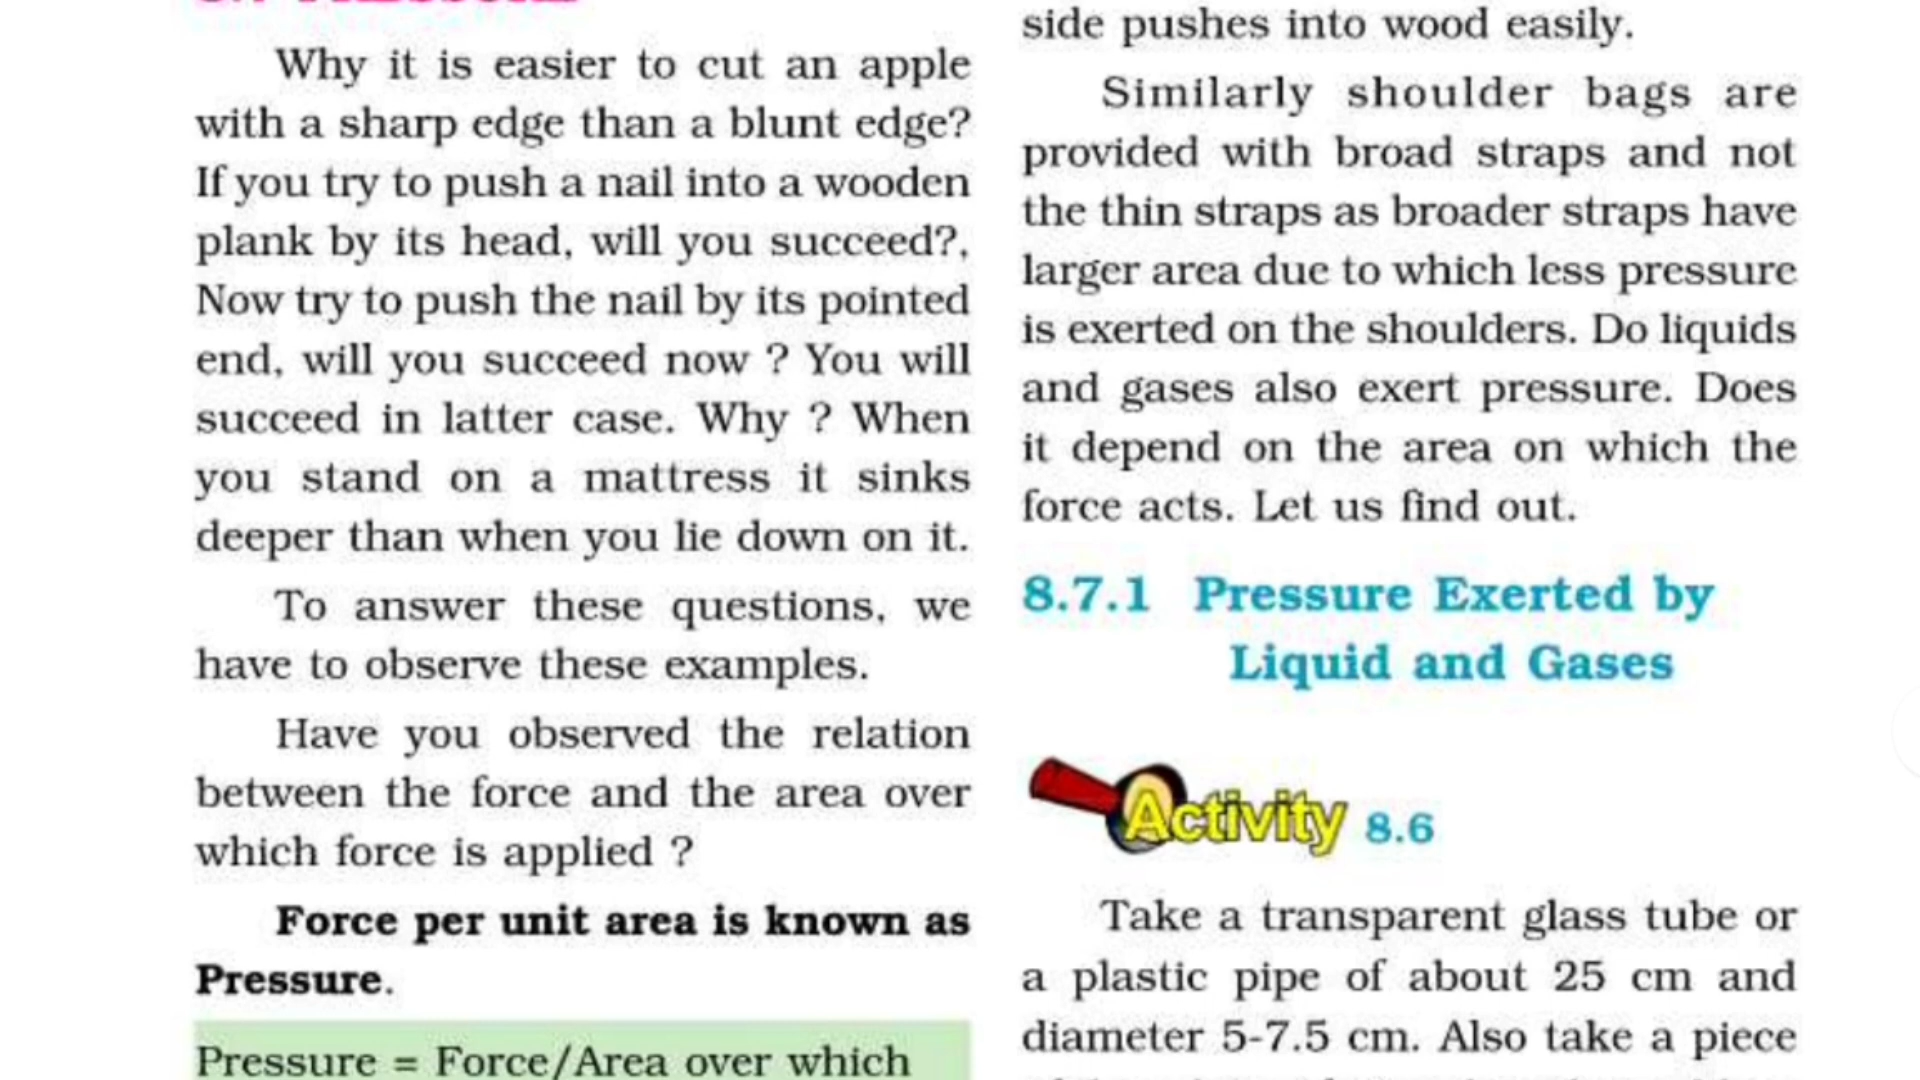 Why it is easier to cut an apple
with a sharp edge than a blunt edge?
If you try to push a nail into a wooden
plank by its head, will you succeed?,
Now try to push the nail by its pointed
end, will you succeed now ? You will
succeed in latter case. Why ? When
you stand on a mattress it sinks
deeper than when you lie down on it.
To answer these questions, we
have to observe these examples.
Have you observed the relation
between the force and the area over
which force is applied ?
Force per unit area is known as
Pressure.
Pressure = Force/Area over which
side pushes into wood easily.
Similarly shoulder bags are
provided with broad straps and not
the thin straps as broader straps have
larger area due to which less pressure
is exerted on the shoulders. Do liquids
and gases also exert pressure. Does
it depend on the area on which the
force acts. Let us find out.
8.7.1 Pressure Exerted by
Liquid and Gases
Activity 8.6
Take a transparent glass tube or
a plastic pipe of about 25 cm and
diameter 5-7.5 cm. Also take a piece